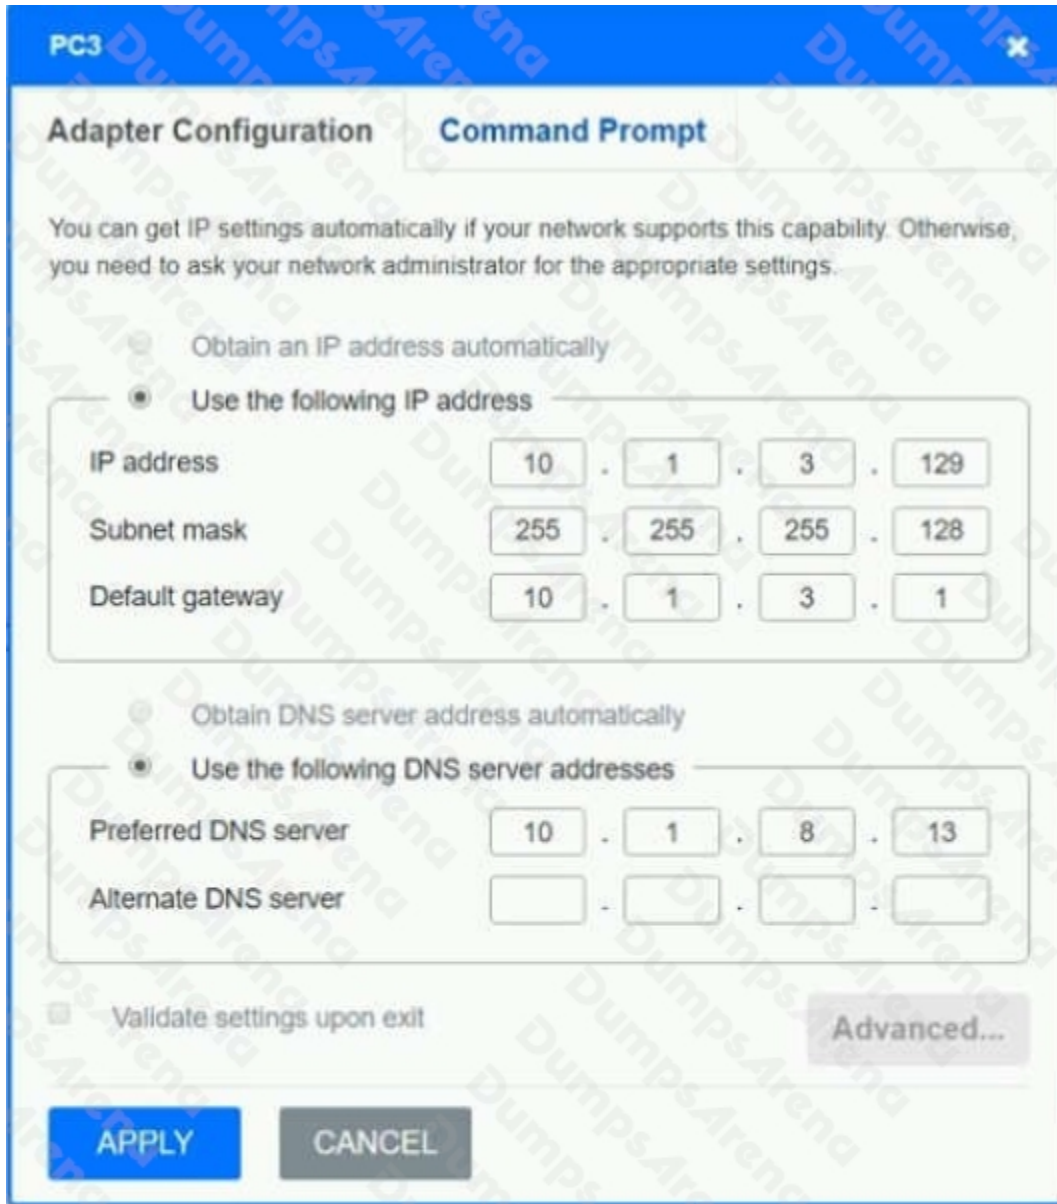 PC3
Adapter Configuration
Command Prompt
You can get IP settings automatically if your network supports this capability. Otherwise,
you need to ask your network administrator for the appropriate settings.
Obtain an IP address automatically
Use the following IP address
IP address 10 . 1 . 3 . 129
Subnet mask 255 . 255 . 255 . 128
Default gateway 10 . 1 . 3 . 1
Obtain DNS server address automatically
Use the following DNS server addresses
Preferred DNS server 10 . 1 . 8 . 13
Alternate DNS server . . .
Validate settings upon exit
Advanced...
APPLY
CANCEL
DumpsArena